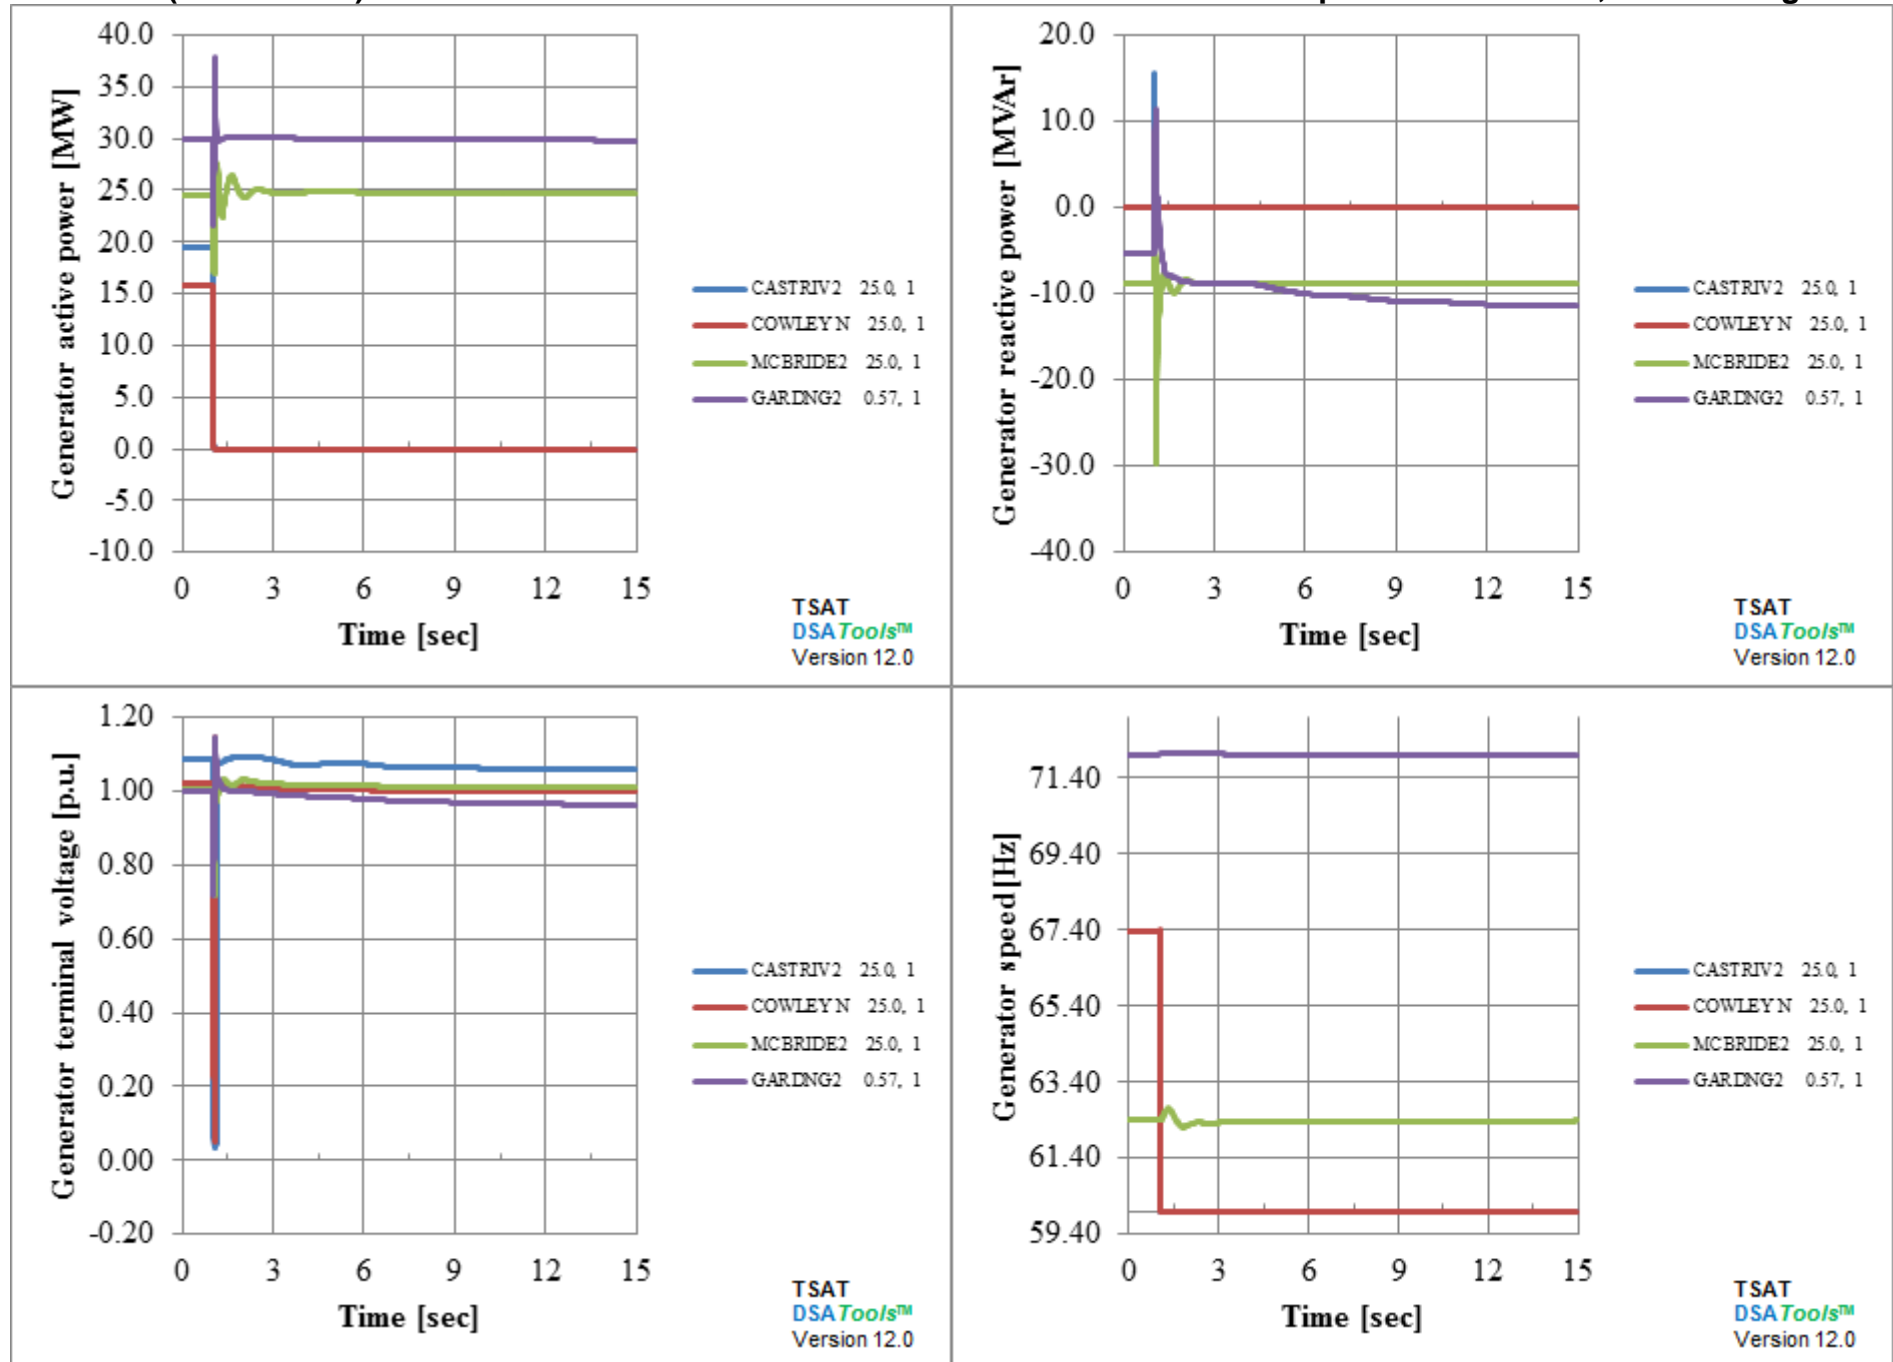 Generator active power [MW]
40.0
35.0
30.0
25.0
20.0
15.0
10.0
5.0
0.0
-5.0
-10.0
0 3 6 9 12 15
Time [sec]
CASTRIV2 25.0, 1
COWLEY N 25.0, 1
MCBRIDE2 25.0, 1
GARDNG2 0.57, 1
TSAT
DSATools™
Version 12.0
Generator reactive power [MVAr]
20.0
10.0
0.0
-10.0
-20.0
-30.0
-40.0
0 3 6 9 12 15
Time [sec]
CASTRIV2 25.0, 1
COWLEY N 25.0, 1
MCBRIDE2 25.0, 1
GARDNG2 0.57, 1
TSAT
DSATools™
Version 12.0
Generator terminal voltage [p.u.]
1.20
1.00
0.80
0.60
0.40
0.20
0.00
-0.20
0 3 6 9 12 15
Time [sec]
CASTRIV2 25.0, 1
COWLEY N 25.0, 1
MCBRIDE2 25.0, 1
GARDNG2 0.57, 1
TSAT
DSATools™
Version 12.0
Generator speed[Hz]
71.40
69.40
67.40
65.40
63.40
61.40
59.40
0 3 6 9 12 15
Time [sec]
CASTRIV2 25.0, 1
COWLEY N 25.0, 1
MCBRIDE2 25.0, 1
GARDNG2 0.57, 1
TSAT
DSATools™
Version 12.0